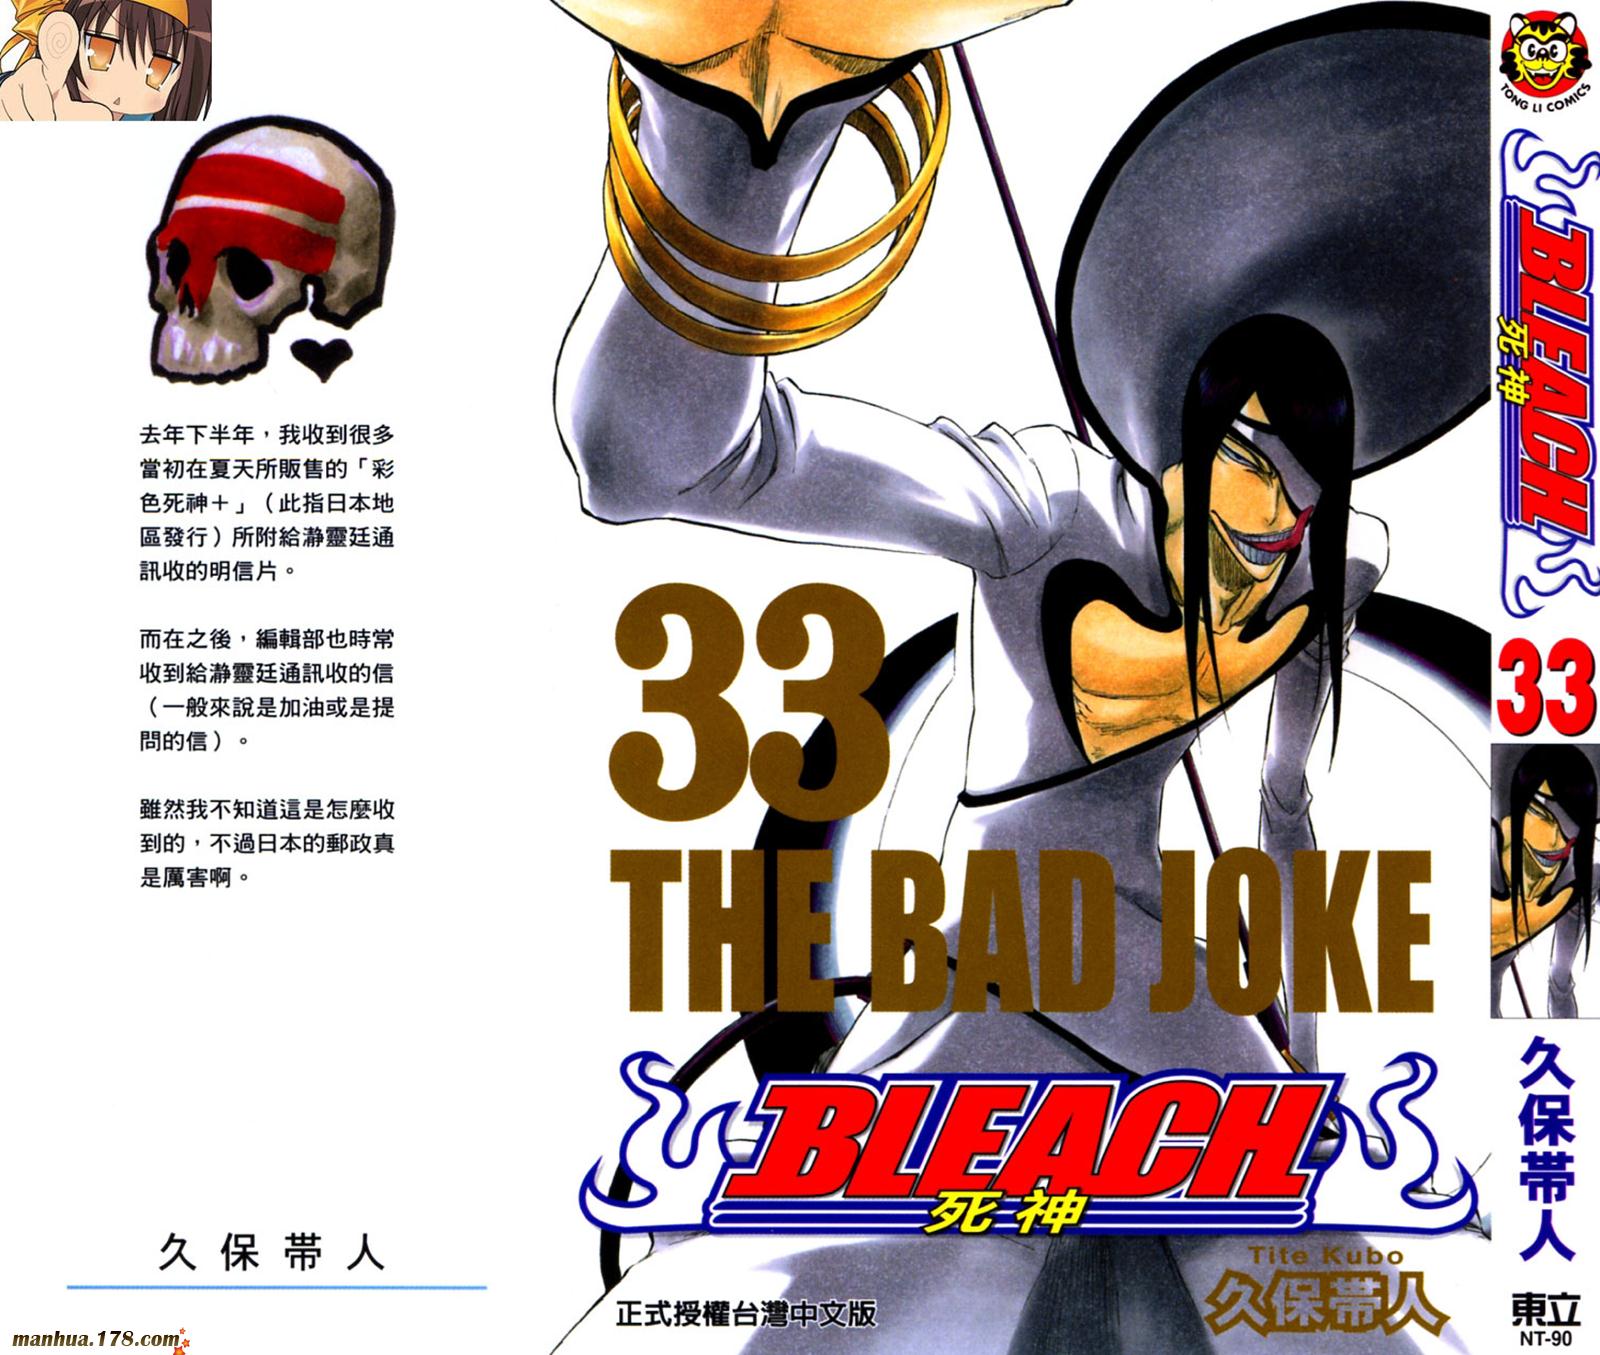 去年下半年，我收到很多
當初在夏天所販售的「彩
色死神＋」（此指日本地
區發行）所附給瀞靈廷通
訊收的明信片。
而在之後，編輯部也時常
收到給瀞靈廷通訊收的信
（一般來說是加油或是提
問的信）。
雖然我不知道這是怎麼收
到的，不過日本的郵政真
是厲害啊。
久保帯人
manhua.178.com
33
THE BAD JOKE
BLEACH
死神
Tite Kubo
久保帯人
正式授權台灣中文版
TONG LI COMICS
BLEACH
死神
33
久保帯人
東立
NT-90